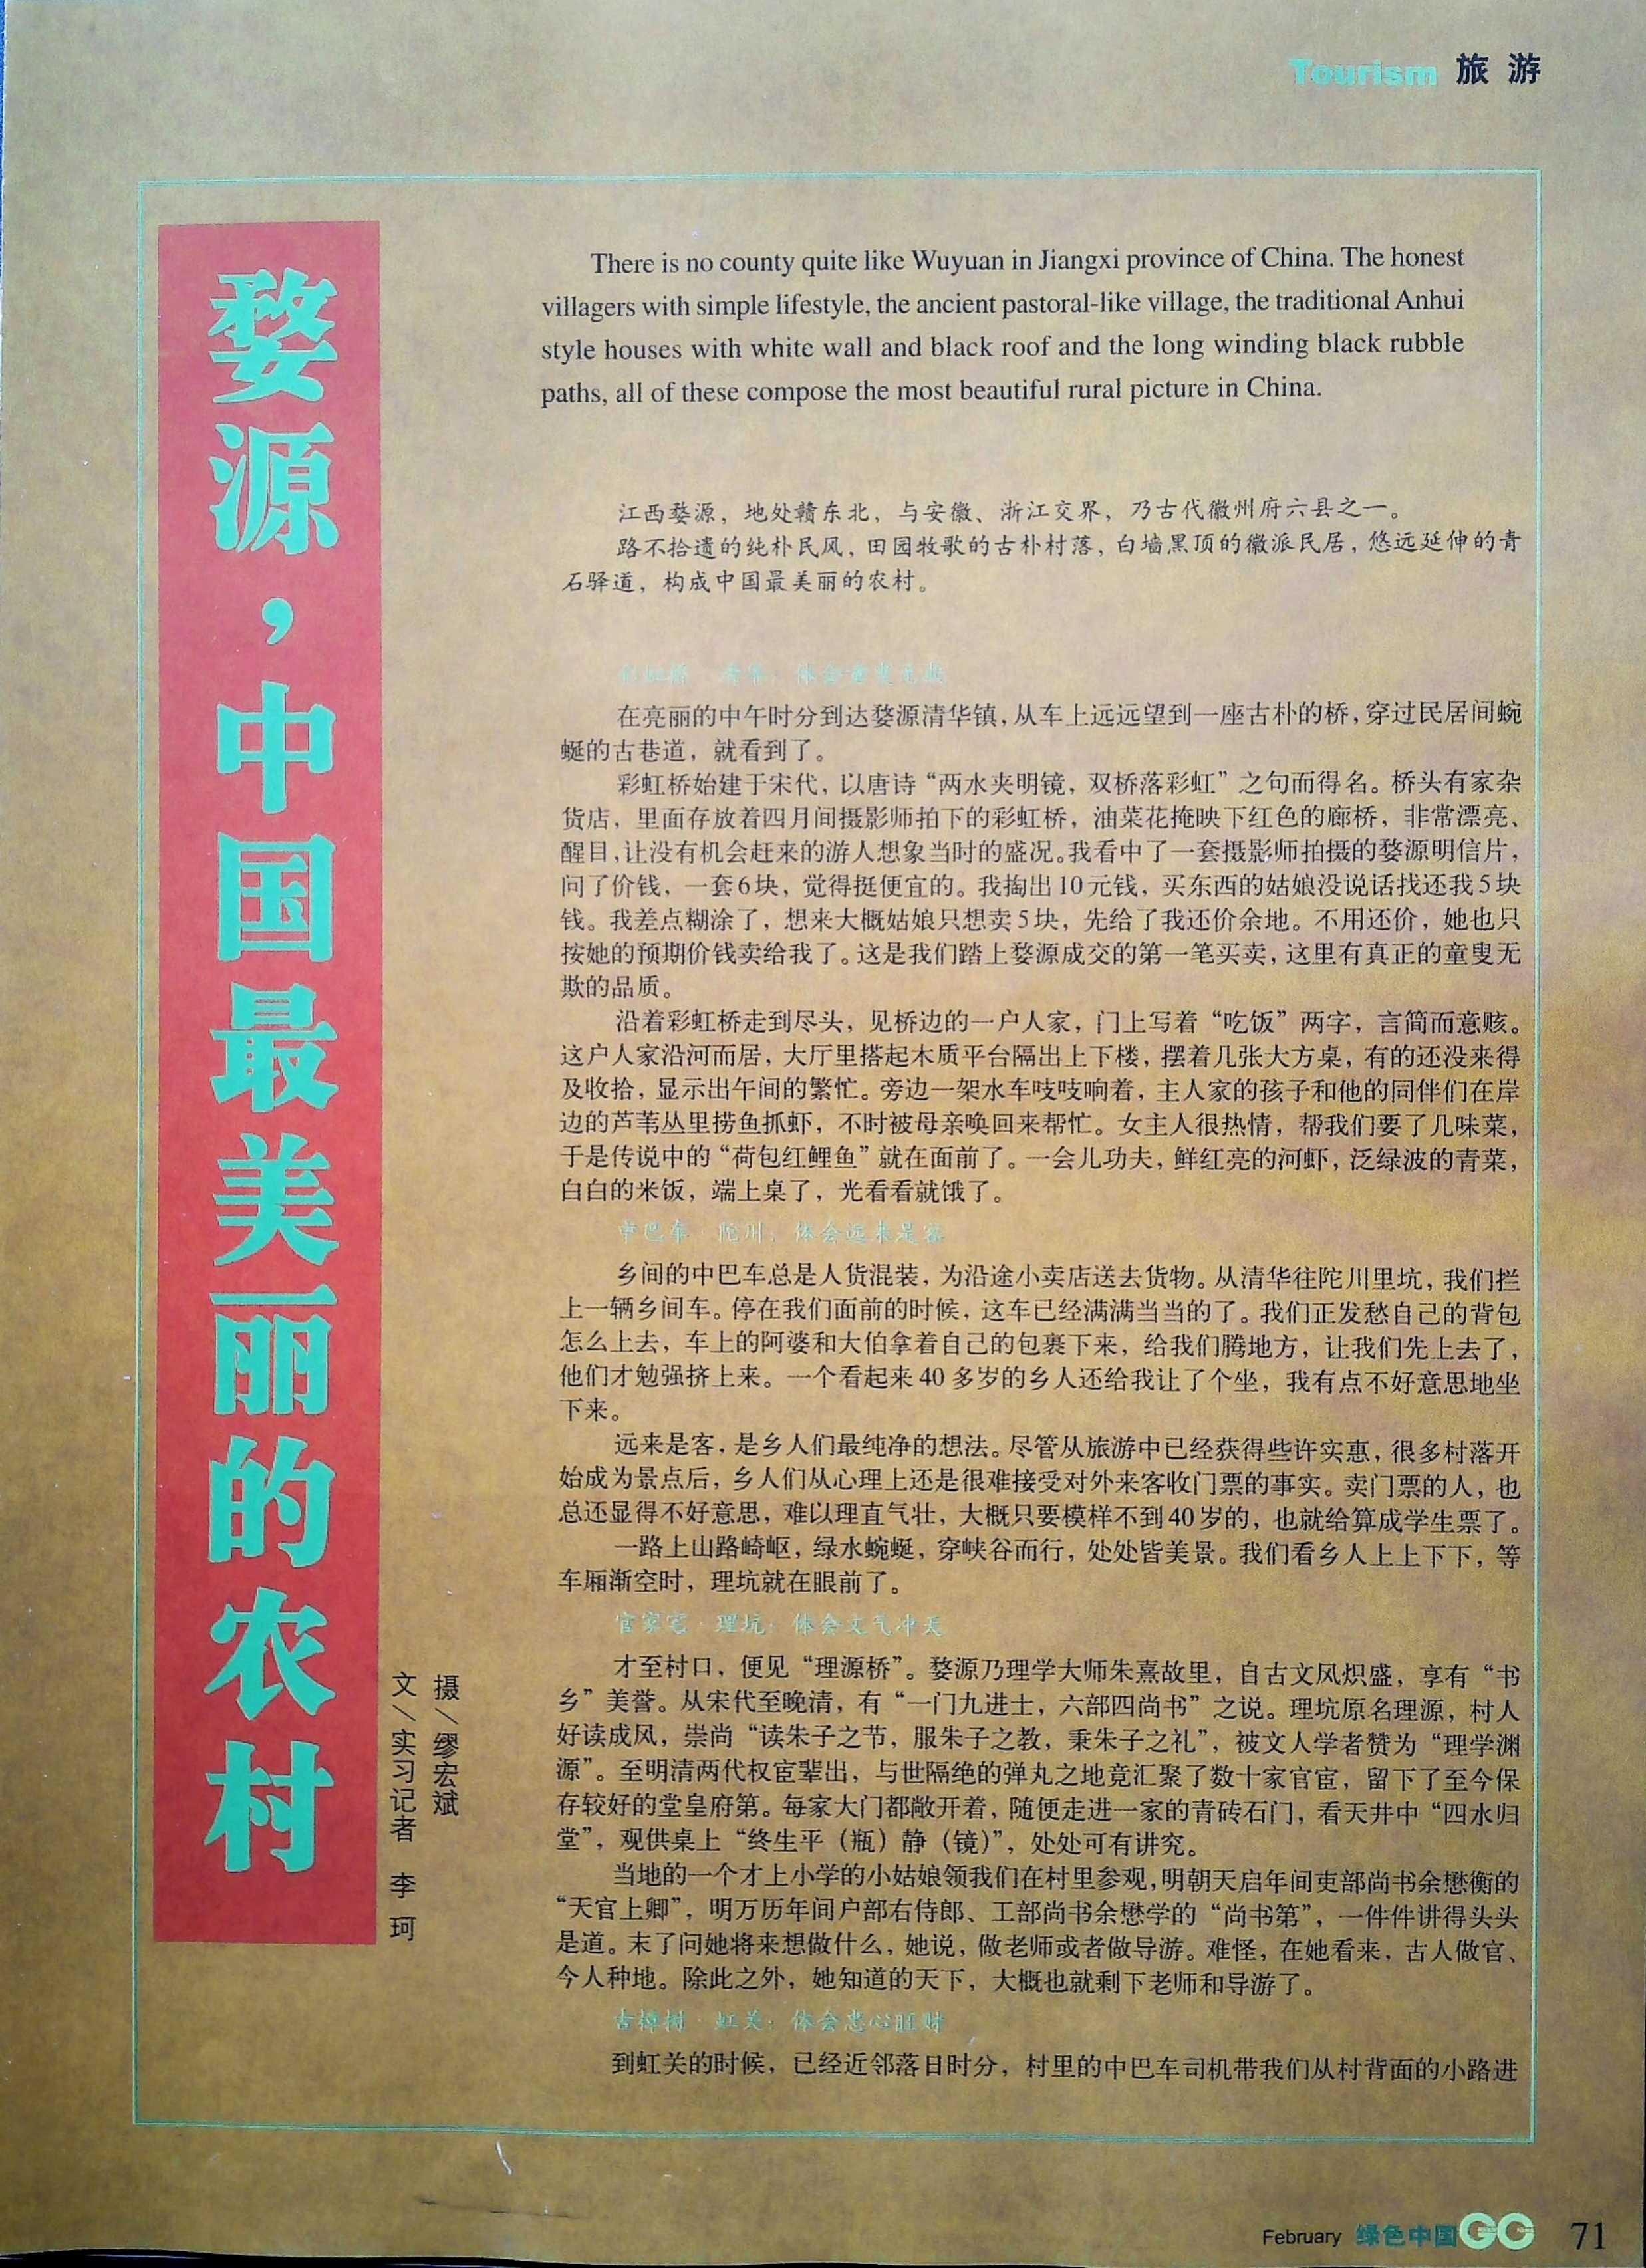 Tourism 旅 游
婺源，中国最美丽的农村
摄／缪宏斌
文／实习记者 李 珂
There is no county quite like Wuyuan in Jiangxi province of China. The honest
villagers with simple lifestyle, the ancient pastoral-like village, the traditional Anhui
style houses with white wall and black roof and the long winding black rubble
paths, all of these compose the most beautiful rural picture in China.
江西婺源，地处赣东北，与安徽、浙江交界，乃古代徽州府六县之一。
路不拾遗的纯朴民风，田园牧歌的古朴村落，白墙黑顶的徽派民居，悠远延伸的青
石驿道，构成中国最美丽的农村。
彩虹桥·清华：体会童叟无欺
在亮丽的中午时分到达婺源清华镇，从车上远远望到一座古朴的桥，穿过民居间蜿
蜒的古巷道，就看到了。
彩虹桥始建于宋代，以唐诗“两水夹明镜，双桥落彩虹”之句而得名。桥头有家杂
货店，里面存放着四月间摄影师拍下的彩虹桥，油菜花掩映下红色的廊桥，非常漂亮、
醒目，让没有机会赶来的游人想象当时的盛况。我看中了一套摄影师拍摄的婺源明信片，
问了价钱，一套6块，觉得挺便宜的。我掏出10元钱，买东西的姑娘没说话找还我5块
钱。我差点糊涂了，想来大概姑娘只想卖5块，先给了我还价余地。不用还价，她也只
按她的预期价钱卖给我了。这是我们踏上婺源成交的第一笔买卖，这里有真正的童叟无
欺的品质。
沿着彩虹桥走到尽头，见桥边的一户人家，门上写着“吃饭”两字，言简而意赅。
这户人家沿河而居，大厅里搭起木质平台隔出上下楼，摆着几张大方桌，有的还没来得
及收拾，显示出午间的繁忙。旁边一架水车吱吱响着，主人家的孩子和他的同伴们在岸
边的芦苇丛里捞鱼抓虾，不时被母亲唤回来帮忙。女主人很热情，帮我们要了几味菜，
于是传说中的“荷包红鲤鱼”就在面前了。一会儿功夫，鲜红亮的河虾，泛绿波的青菜，
白白的米饭，端上桌了，光看看就饿了。
中巴车·陀川：体会远来是客
乡间的中巴车总是人货混装，为沿途小卖店送去货物。从清华往陀川里坑，我们拦
上一辆乡间车。停在我们面前的时候，这车已经满满当当的了。我们正发愁自己的背包
怎么上去，车上的阿婆和大伯拿着自己的包裹下来，给我们腾地方，让我们先上去了，
他们才勉强挤上来。一个看起来40多岁的乡人还给我让了个坐，我有点不好意思地坐
下来。
远来是客，是乡人们最纯净的想法。尽管从旅游中已经获得些许实惠，很多村落开
始成为景点后，乡人们从心理上还是很难接受对外来客收门票的事实。卖门票的人，也
总还显得不好意思，难以理直气壮，大概只要模样不到40岁的，也就给算成学生票了。
一路上山路崎岖，绿水蜿蜒，穿峡谷而行，处处皆美景。我们看乡人上上下下，等
车厢渐空时，理坑就在眼前了。
官家宅·理坑：体会文气冲天
才至村口，便见“理源桥”。婺源乃理学大师朱熹故里，自古文风炽盛，享有“书
乡”美誉。从宋代至晚清，有“一门九进士，六部四尚书”之说。理坑原名理源，村人
好读成风，崇尚“读朱子之节，服朱子之教，秉朱子之礼”，被文人学者赞为“理学渊
源”。至明清两代权宦辈出，与世隔绝的弹丸之地竟汇聚了数十家官宦，留下了至今保
存较好的堂皇府第。每家大门都敞开着，随便走进一家的青砖石门，看天井中“四水归
堂”，观供桌上“终生平（瓶）静（镜）”，处处可有讲究。
当地的一个才上小学的小姑娘领我们在村里参观，明朝天启年间吏部尚书余懋衡的
“天官上卿”，明万历年间户部右侍郎、工部尚书余懋学的“尚书第”，一件件讲得头头
是道。末了问她将来想做什么，她说，做老师或者做导游。难怪，在她看来，古人做官、
今人种地。除此之外，她知道的天下，大概也就剩下老师和导游了。
古樟树·虹关：体会忠心旺财
到虹关的时候，已经近邻落日时分，村里的中巴车司机带我们从村背面的小路进
February 绿色中国 GC 71